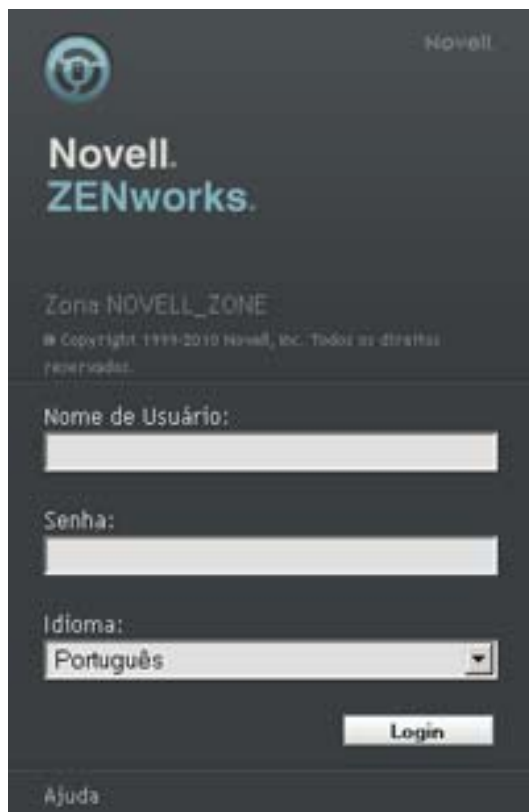 Novell.
Novell.
ZENworks.
Zona NOVELL_ZONE
© Copyright 1999-2010 Novell, Inc. Todos os direitos
reservados.
Nome de Usuário:
Senha:
Idioma:
Português
Login
Ajuda